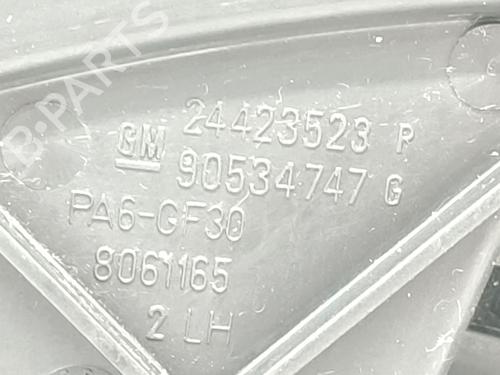 B-PARTS
24423523 P
GM 90534747 G
PA6-GF30
8061165
2 LH